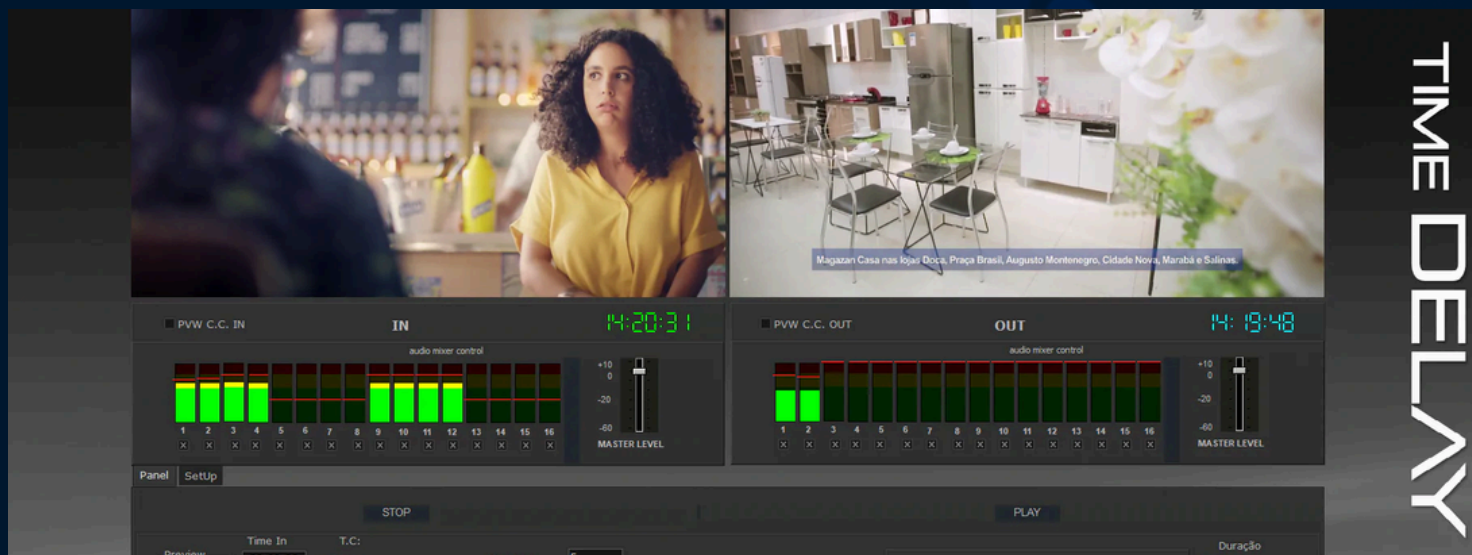 TIME DELAY
Magazan Casa nas lojas Doca, Praça Brasil, Augusto Montenegro, Cidade Nova, Marabá e Salinas.
PVW C.C. IN
IN
14:20:31
PVW C.C. OUT
OUT
14:19:48
audio mixer control
audio mixer control
+10
0
-20
-60
1 2 3 4 5 6 7 8 9 10 11 12 13 14 15 16
X X X X X X X X X X X X X X X X
MASTER LEVEL
+10
0
-20
-60
1 2 3 4 5 6 7 8 9 10 11 12 13 14 15 16
X X X X X X X X X X X X X X X X
MASTER LEVEL
Panel
SetUp
STOP
PLAY
Time In
T.C:
Preview
Duração